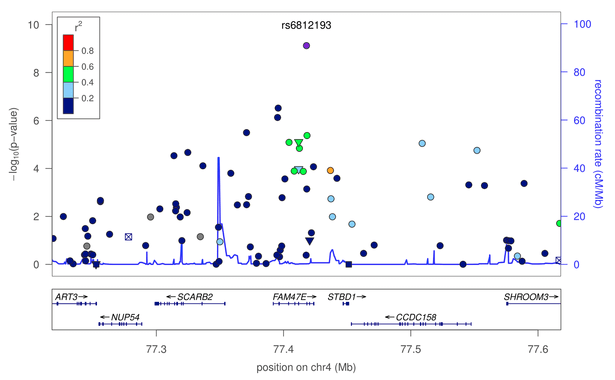 rs6812193
10
8
6
4
2
0
−log10(p−value)
r2
0.8
0.6
0.4
0.2
100
80
60
40
20
0
recombination rate (cM/Mb)
ART3→
←SCARB2
FAM47E→
STBD1→
SHROOM3→
←NUP54
←CCDC158
77.3
77.4
77.5
77.6
position on chr4 (Mb)